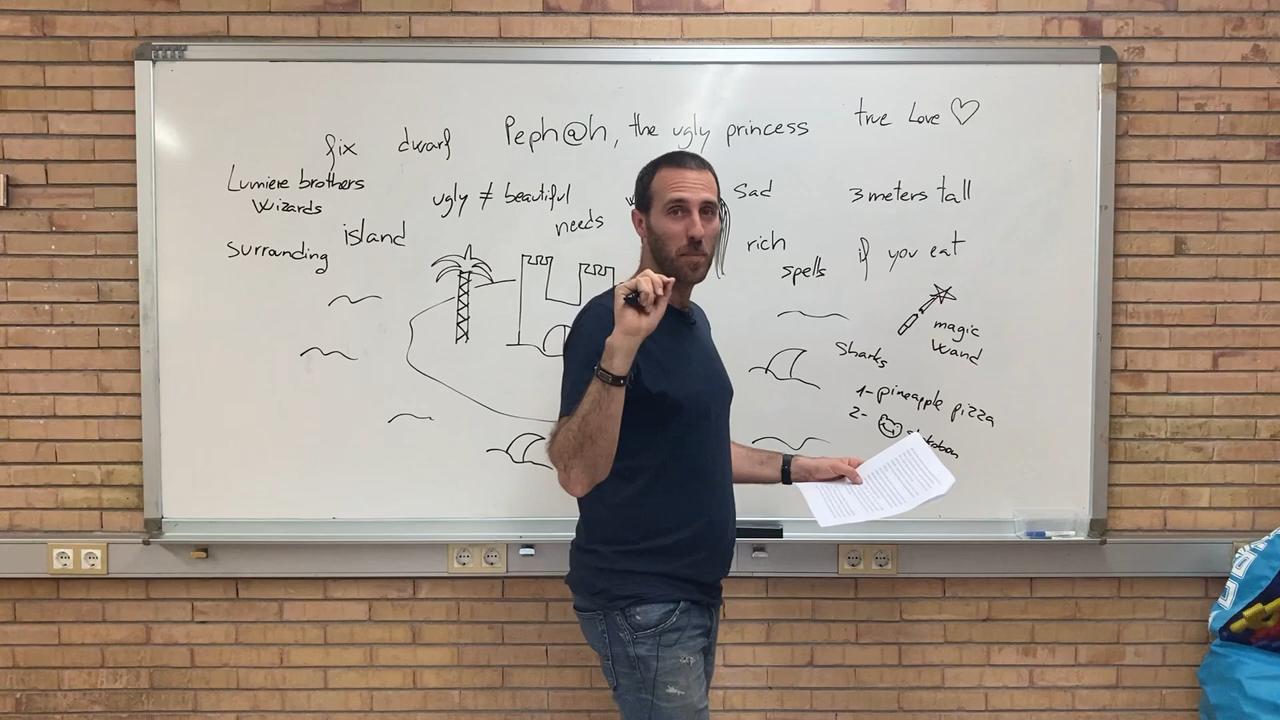 Peph@h, the ugly princess
true Love
fix
dwarf
Lumiere brothers
Wizards
ugly ≠ beautiful
sad
3 meters tall
needs
island
surrounding
rich
spells
if you eat
magic
wand
sharks
1- pineapple pizza
2-